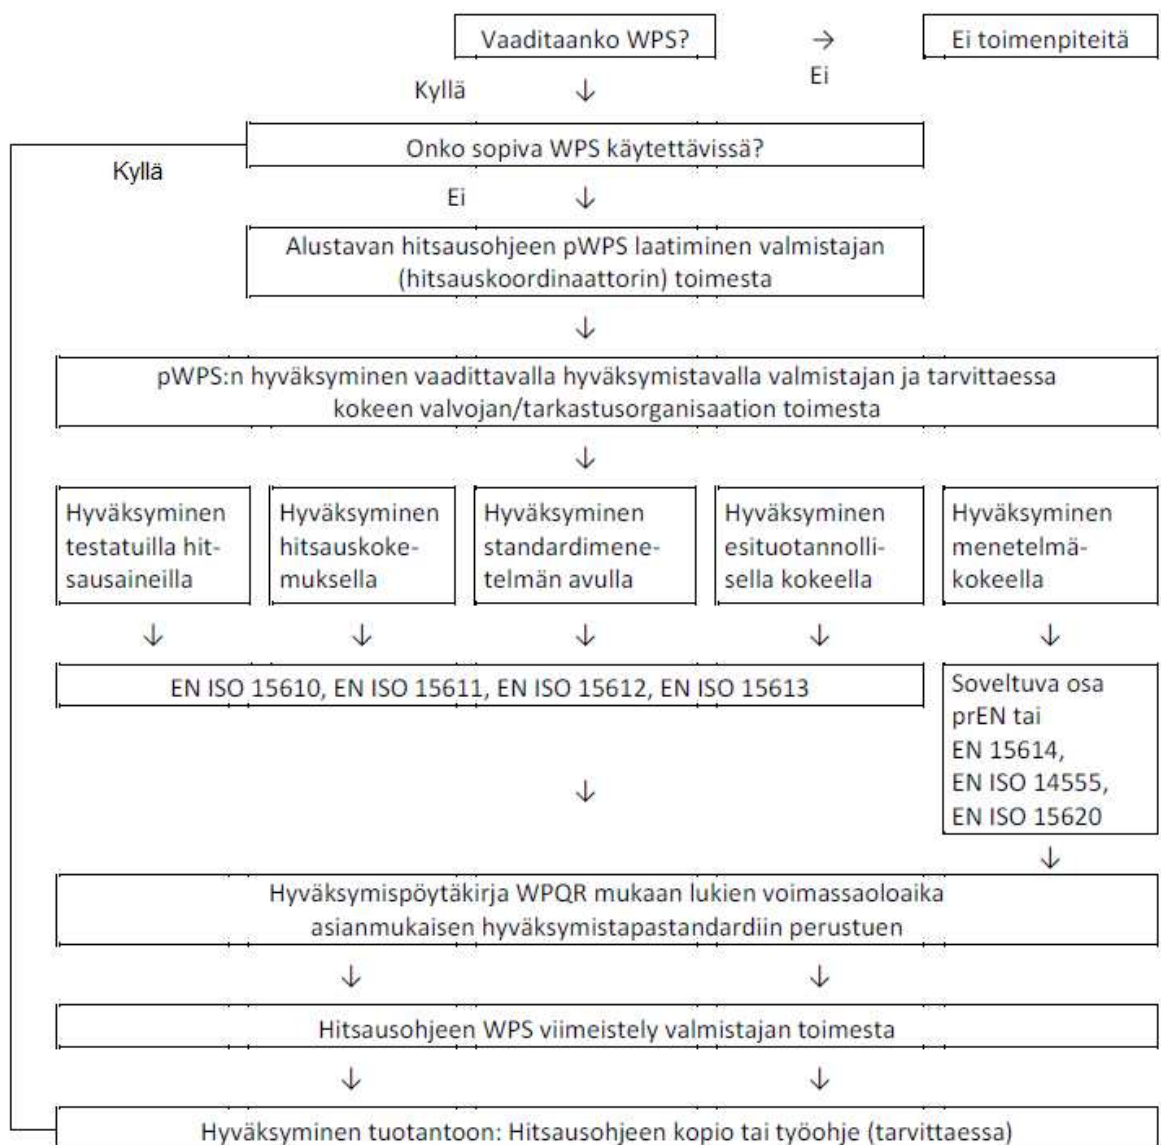 Vaaditaanko WPS?
Ei toimenpiteitä
Ei
Kyllä
Onko sopiva WPS käytettävissä?
Kyllä
Ei
Alustavan hitsausohjeen pWPS laatiminen valmistajan
(hitsauskoordinaattorin) toimesta
pWPS:n hyväksyminen vaadittavalla hyväksymistavalla valmistajan ja tarvittaessa
kokeen valvojan/tarkastusorganisaation toimesta
Hyväksyminen
testatuilla hit-
sausaineilla
Hyväksyminen
hitsauskoke-
muksella
Hyväksyminen
standardimene-
telmän avulla
Hyväksyminen
esituotannolli-
sella kokeella
Hyväksyminen
menetelmä-
kokeella
EN ISO 15610, EN ISO 15611, EN ISO 15612, EN ISO 15613
Soveltuva osa
prEN tai
EN 15614,
EN ISO 14555,
EN ISO 15620
Hyväksymispöytäkirja WPQR mukaan lukien voimassaoloaika
asianmukaisen hyväksymistapastandardiin perustuen
Hitsausohjeen WPS viimeistely valmistajan toimesta
Hyväksyminen tuotantoon: Hitsausohjeen kopio tai työohje (tarvittaessa)